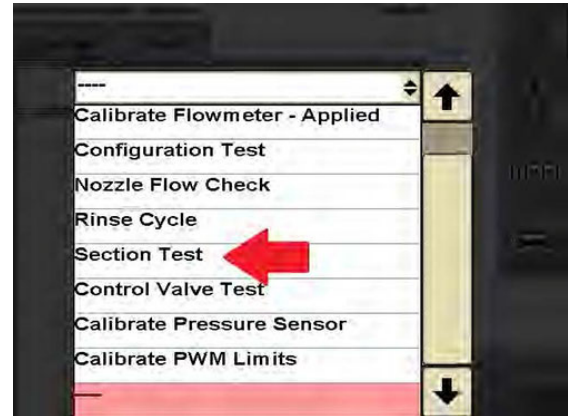 ----
Calibrate Flowmeter - Applied
Configuration Test
Nozzle Flow Check
Rinse Cycle
Section Test
Control Valve Test
Calibrate Pressure Sensor
Calibrate PWM Limits